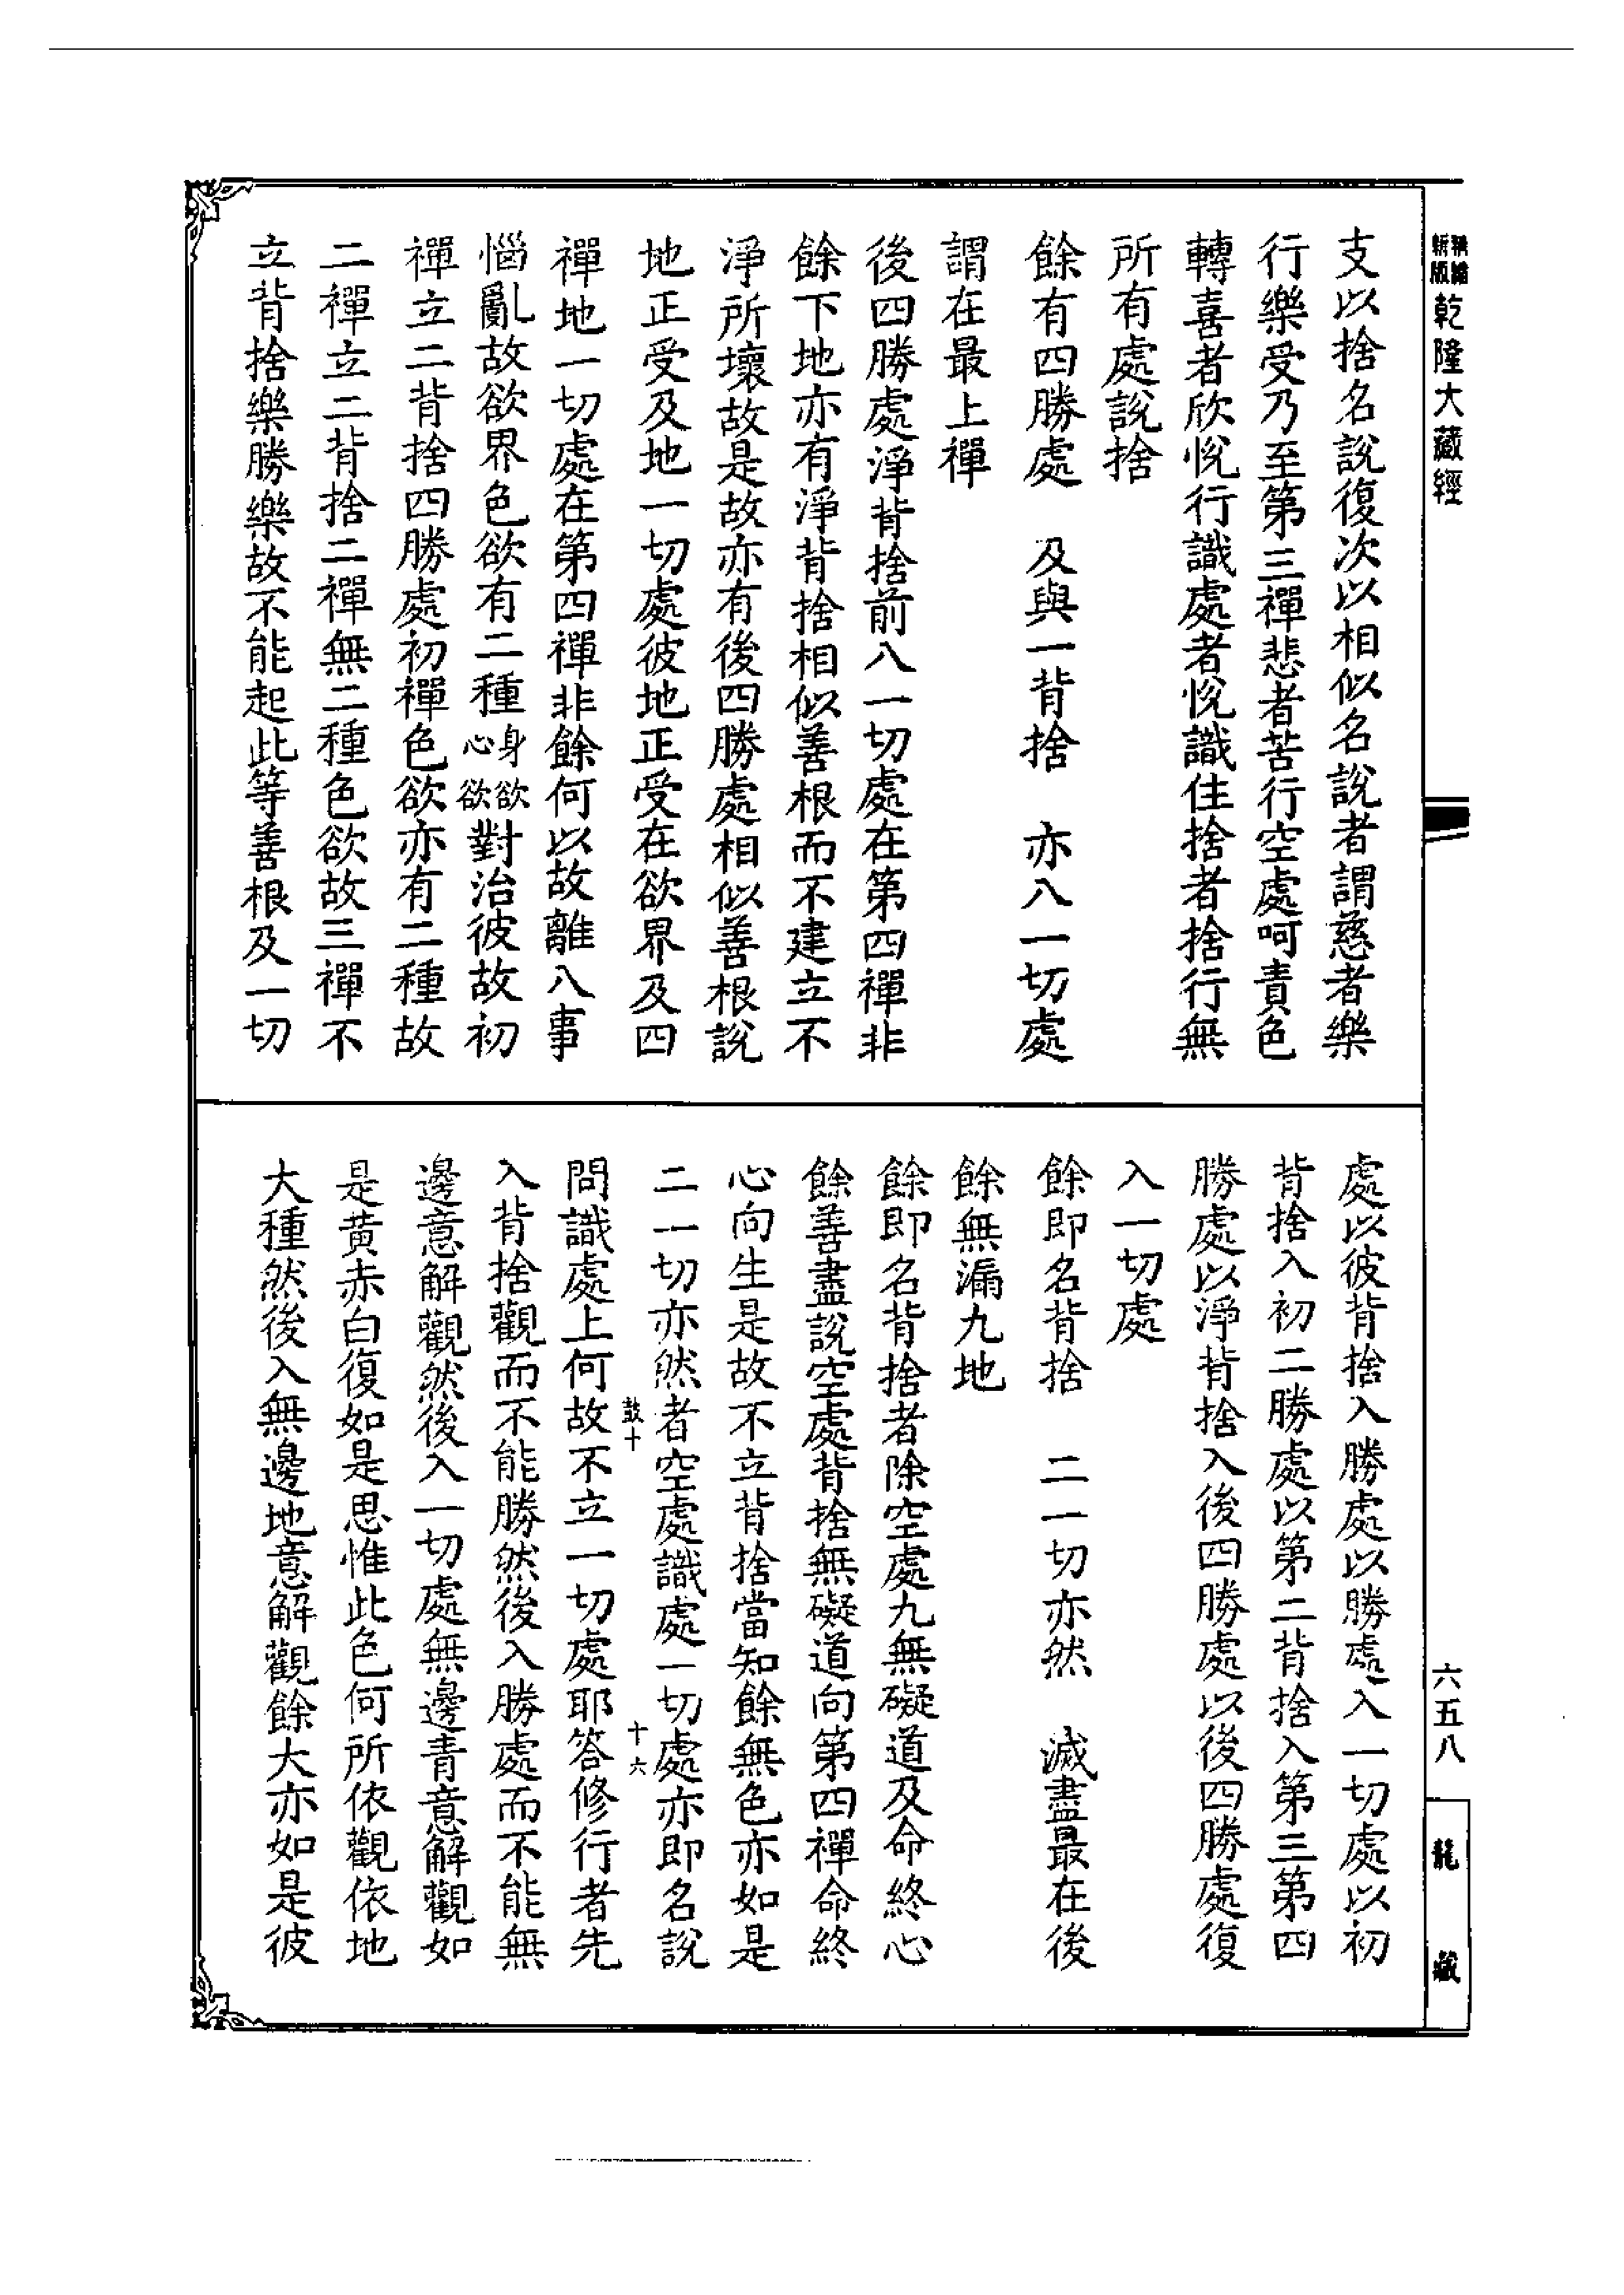 新版
乾隆大藏經
六五八
龍藏
支以捨名說復次以相似名說者謂慈者樂
行樂受乃至第三禪悲者苦行空處呵責色
轉喜者欣悅行識處者悅識住捨者捨行無
所有處說捨
餘有四勝處　及與一背捨　亦八一切處
謂在最上禪
後四勝處淨背捨前八一切處在第四禪非
餘下地亦有淨背捨相似善根而不建立不
淨所壞故是故亦有後四勝處相似善根說
地正受及地一切處彼地正受在欲界及四
禪地一切處在第四禪非餘何以故離八事
惱亂故欲界色欲有二種身欲心欲對治彼故初
禪立二背捨四勝處初禪色欲亦有二種故
二禪立二背捨二禪無二種色欲故三禪不
立背捨樂勝樂故不能起此等善根及一切
處以彼背捨入勝處以勝處入一切處以初
背捨入初二勝處以第二背捨入第三第四
勝處以淨背捨入後四勝處以後四勝處復
入一切處
餘即名背捨　二一切亦然　滅盡最在後
餘無漏九地
餘即名背捨者除空處九無礙道及命終心
餘善盡說空處背捨無礙道向第四禪命終
心向生是故不立背捨當知餘無色亦如是
二一切亦然者空處識處一切處亦即名說
鼓十　十六
問識處上何故不立一切處耶答修行者先
入背捨觀而不能勝然後入勝處而不能無
邊意解觀然後入一切處無邊青意解觀如
是黃赤白復如是思惟此色何所依觀依地
大種然後入無邊地意解觀餘大亦如是彼